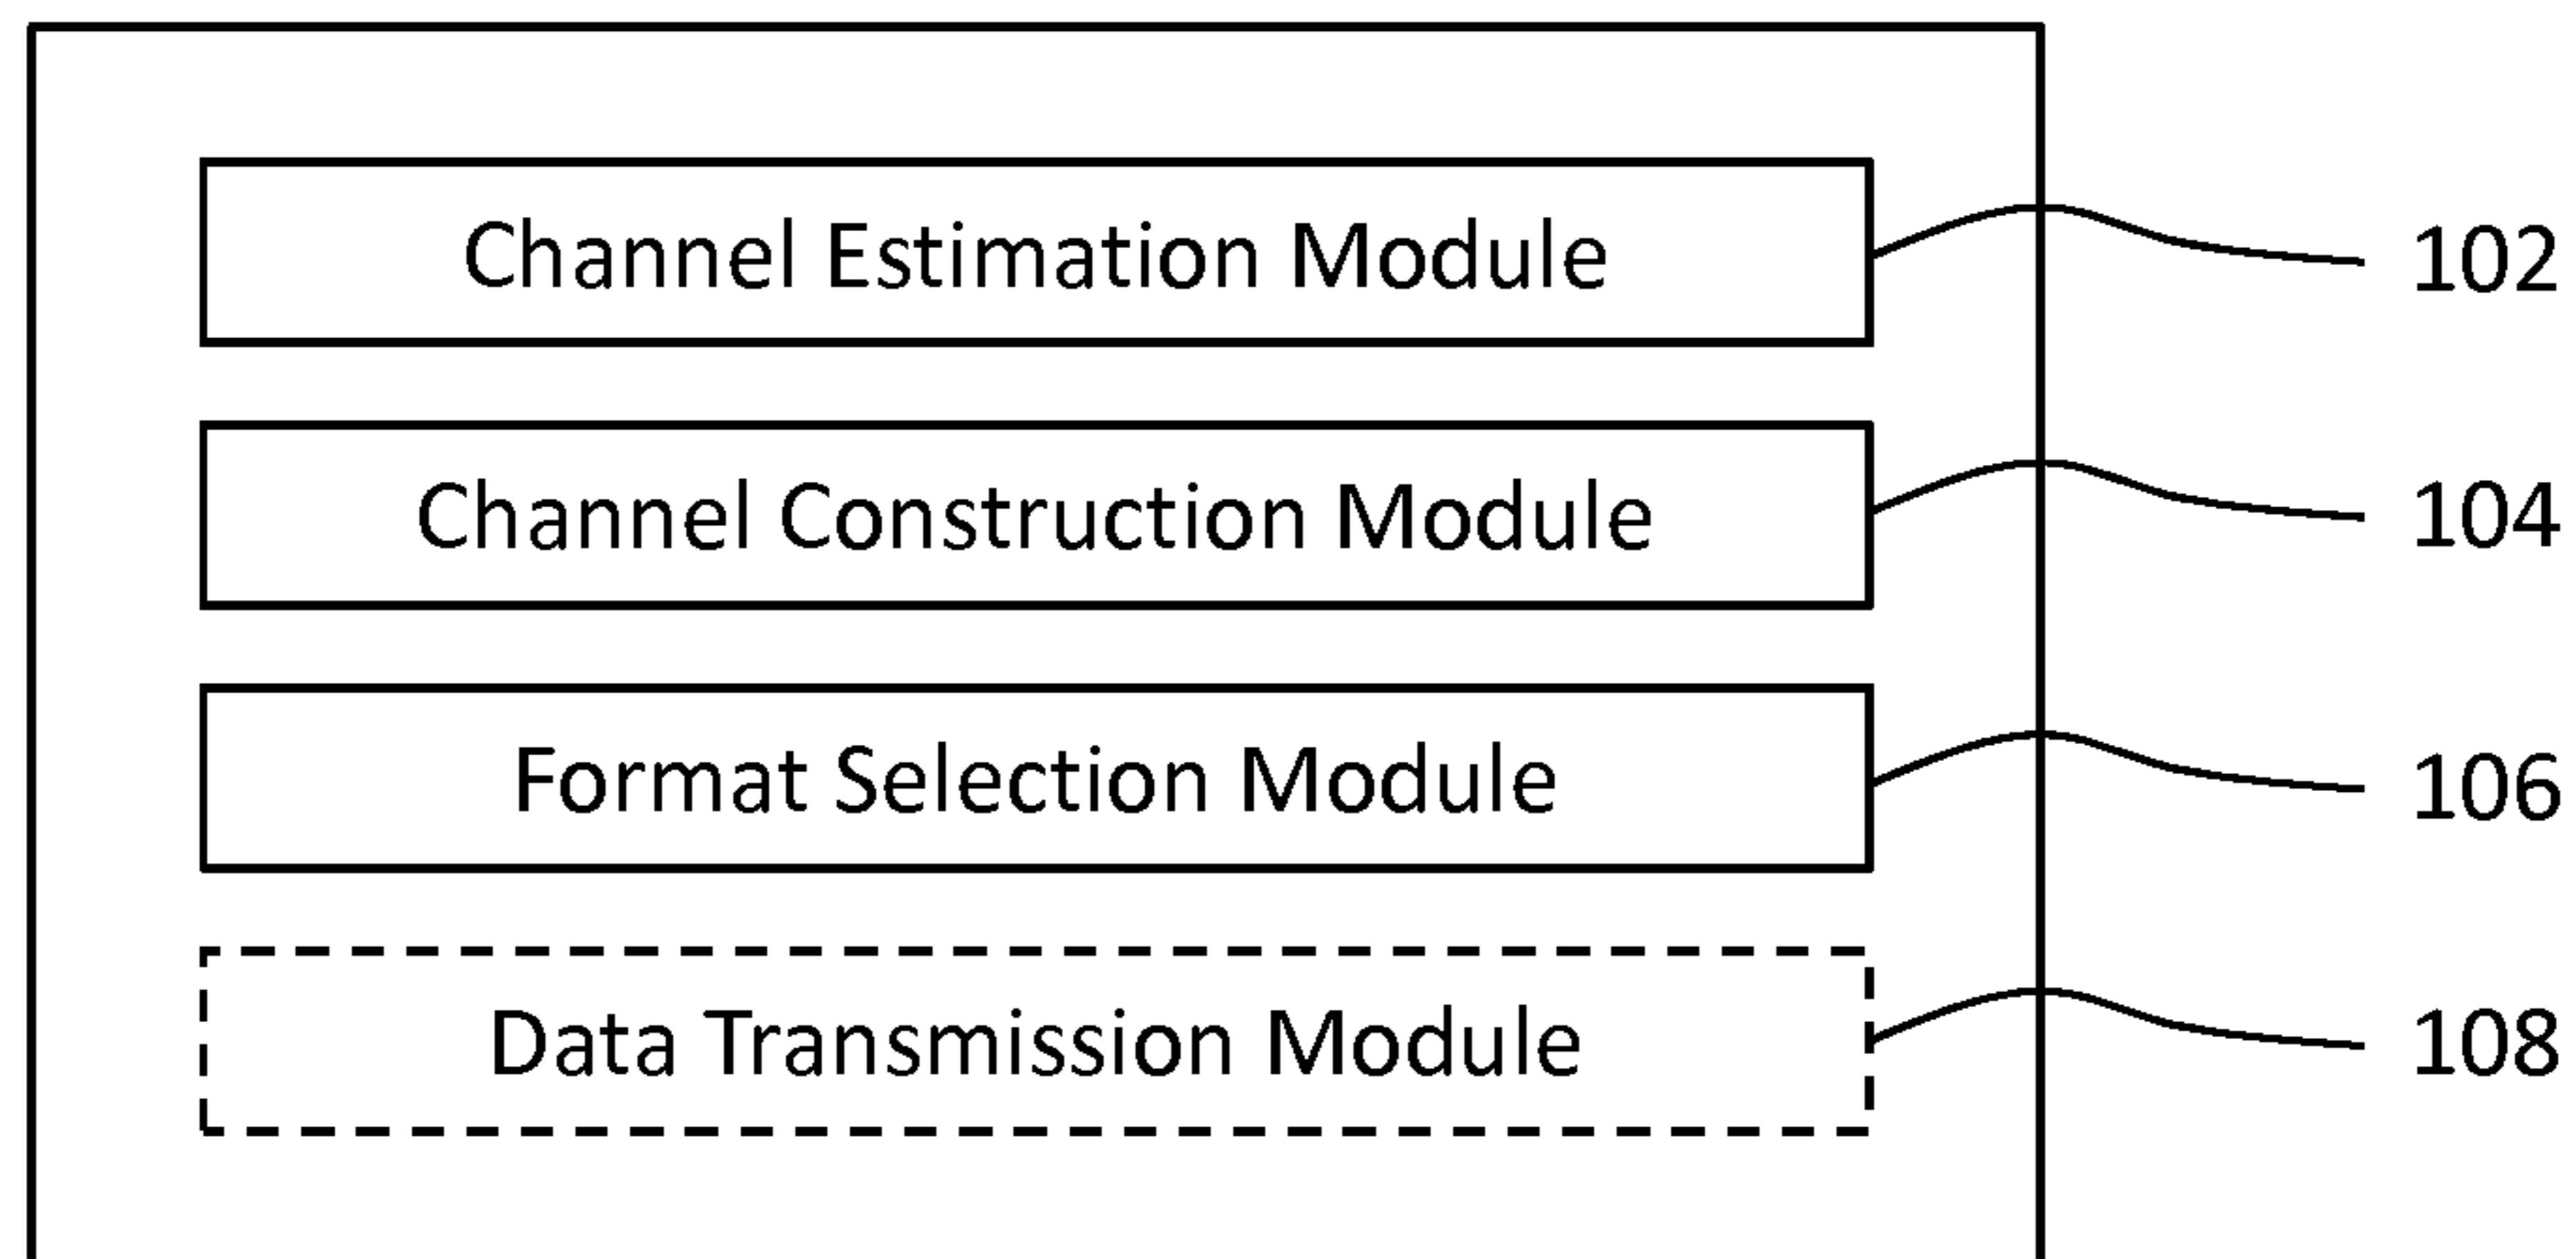 Channel Estimation Module 102
Channel Construction Module 104
Format Selection Module 106
Data Transmission Module 108